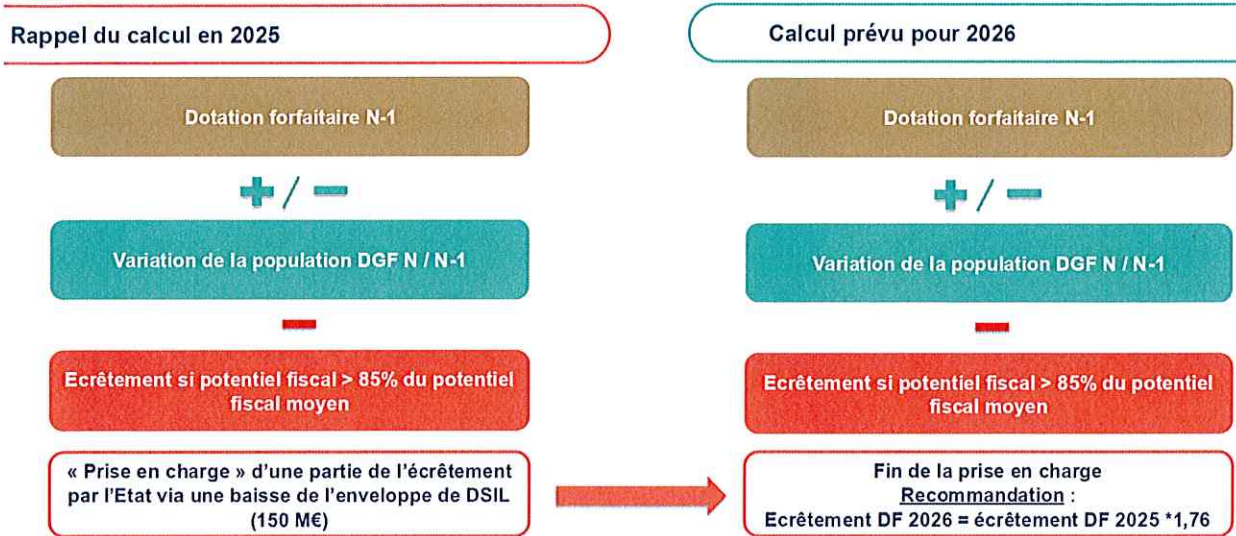 Rappel du calcul en 2025
Dotation forfaitaire N-1
+ / −
Variation de la population DGF N / N-1
−
Ecrêtement si potentiel fiscal > 85% du potentiel
fiscal moyen
« Prise en charge » d’une partie de l’écrêtement
par l’Etat via une baisse de l’enveloppe de DSIL
(150 M€)
Calcul prévu pour 2026
Dotation forfaitaire N-1
+ / −
Variation de la population DGF N / N-1
−
Ecrêtement si potentiel fiscal > 85% du potentiel
fiscal moyen
Fin de la prise en charge
Recommandation :
Ecrêtement DF 2026 = écrêtement DF 2025 *1,76